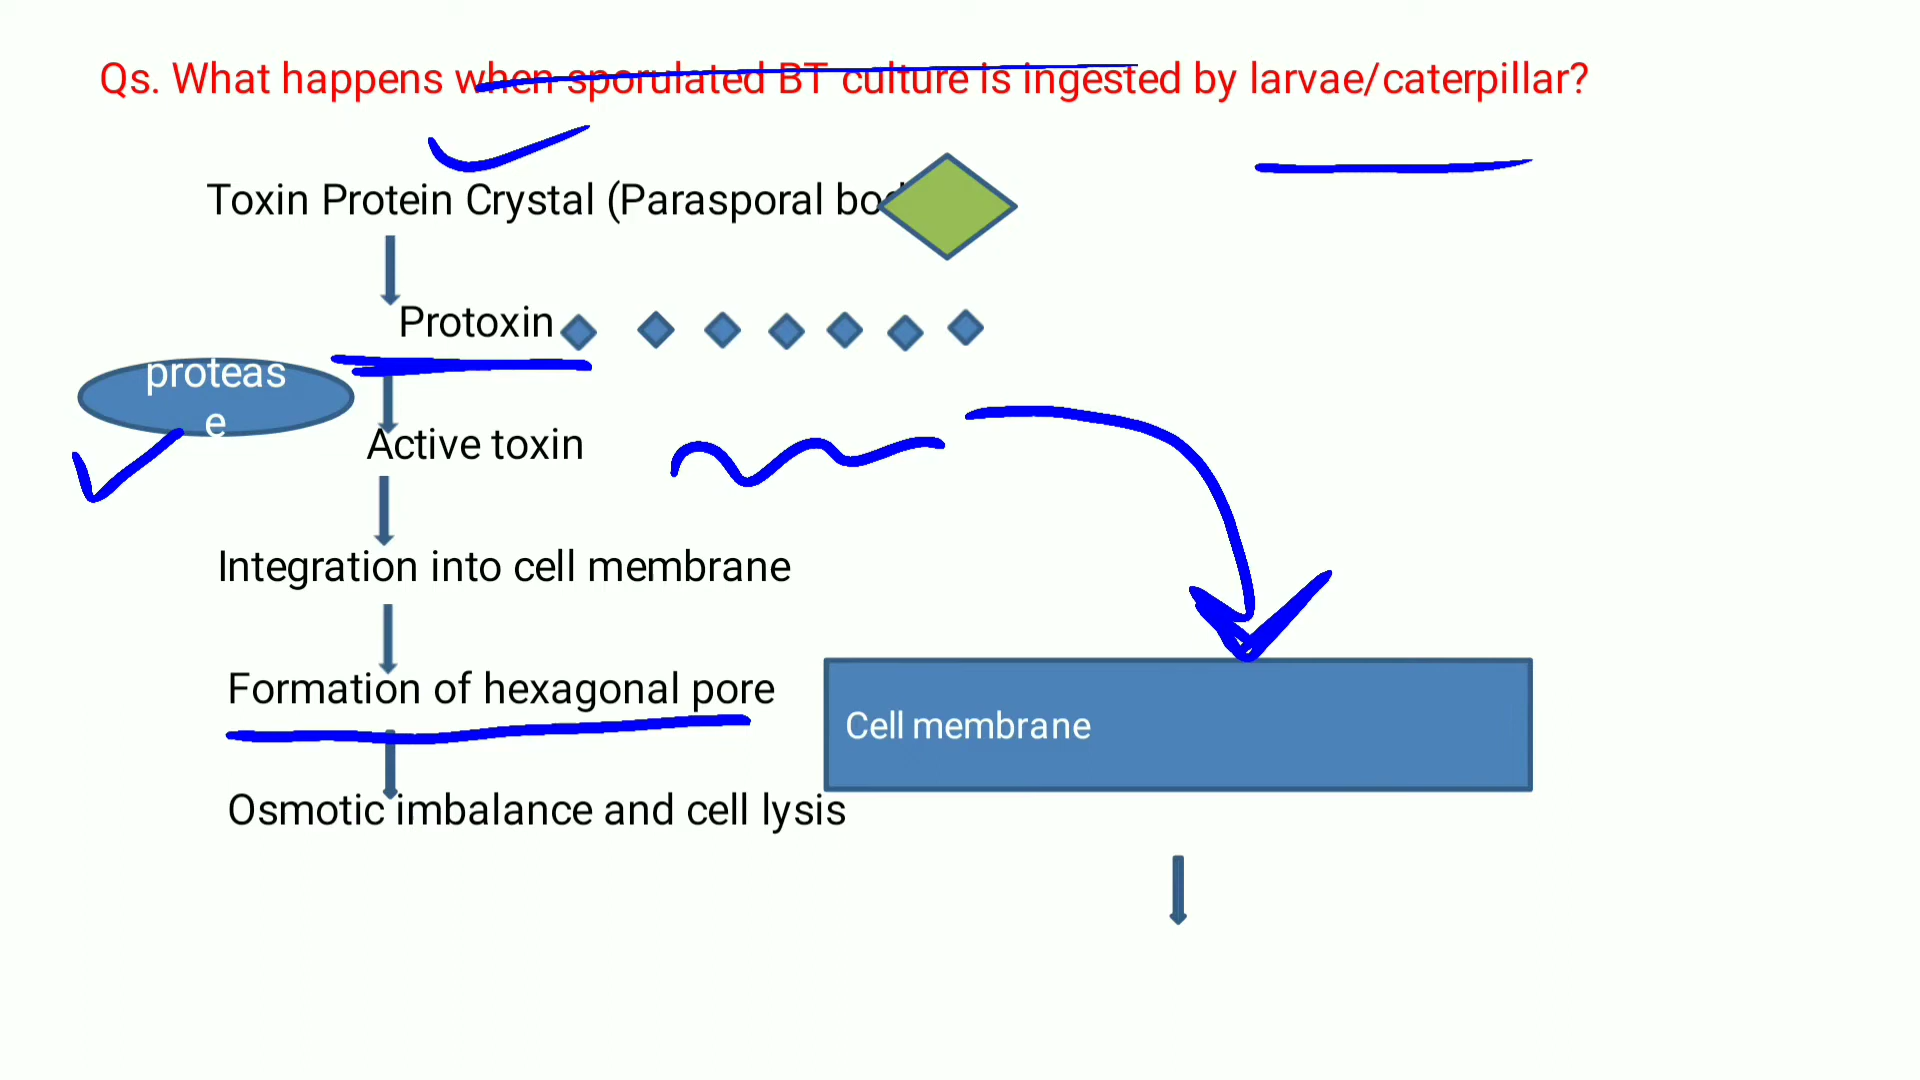 Qs. What happens when sporulated BT culture is ingested by larvae/caterpillar?
Toxin Protein Crystal (Parasporal
Protoxin
proteas
e
Active toxin
Integration into cell membrane
Formation of hexagonal pore
Cell membrane
Osmotic imbalance and cell lysis